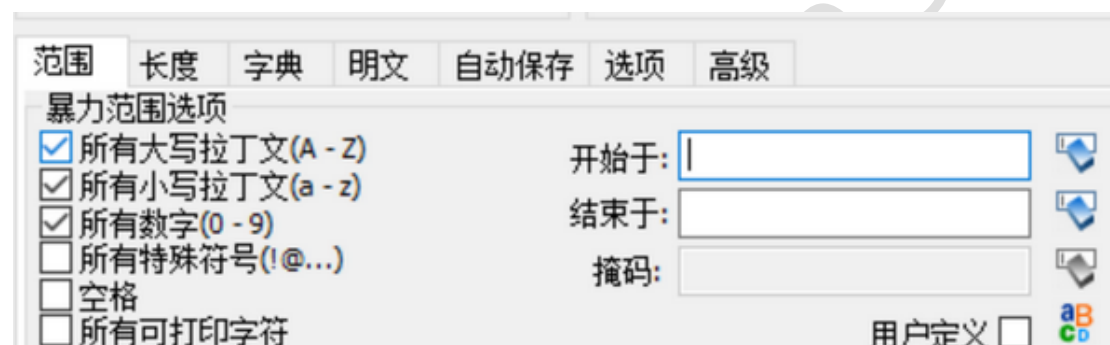 范围 长度 字典 明文 自动保存 选项 高级
暴力范围选项
所有大写拉丁文(A - Z)
所有小写拉丁文(a - z)
所有数字(0 - 9)
所有特殊符号(!@...)
空格
所有可打印字符
开始于:
结束于:
掩码:
用户定义
aBCD